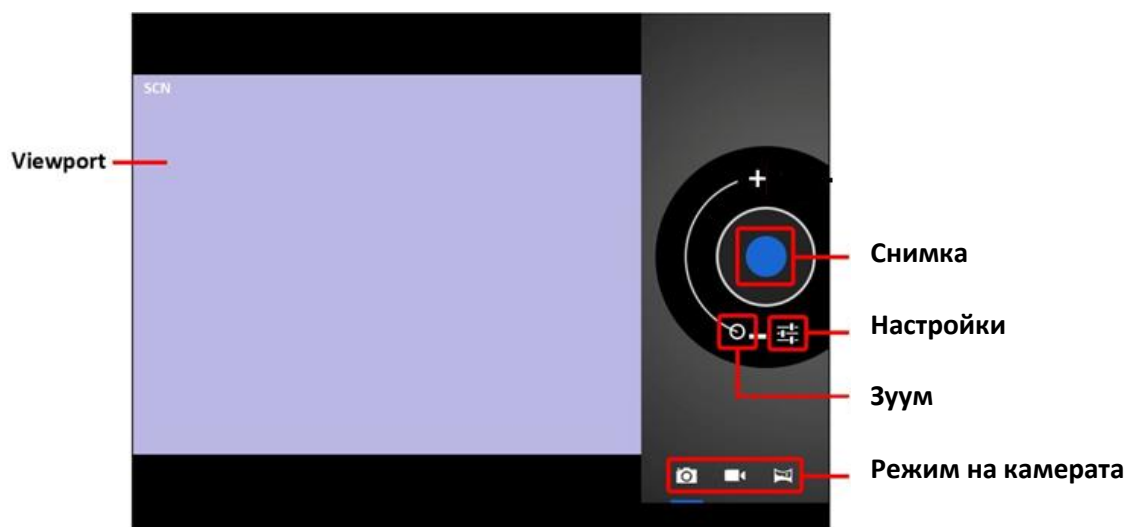 SCN
Viewport
Снимка
Настройки
Зуум
Режим на камерата